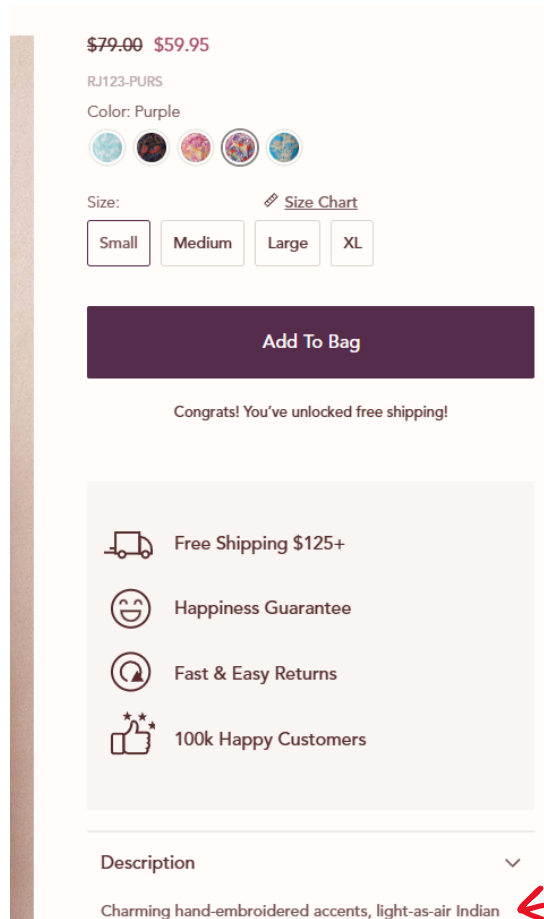 $79.00 $59.95
RJ123-PURS
Color: Purple
Size: Size Chart
Small Medium Large XL
Add To Bag
Congrats! You've unlocked free shipping!
Free Shipping $125+
Happiness Guarantee
Fast & Easy Returns
100k Happy Customers
Description
Charming hand-embroidered accents, light-as-air Indian